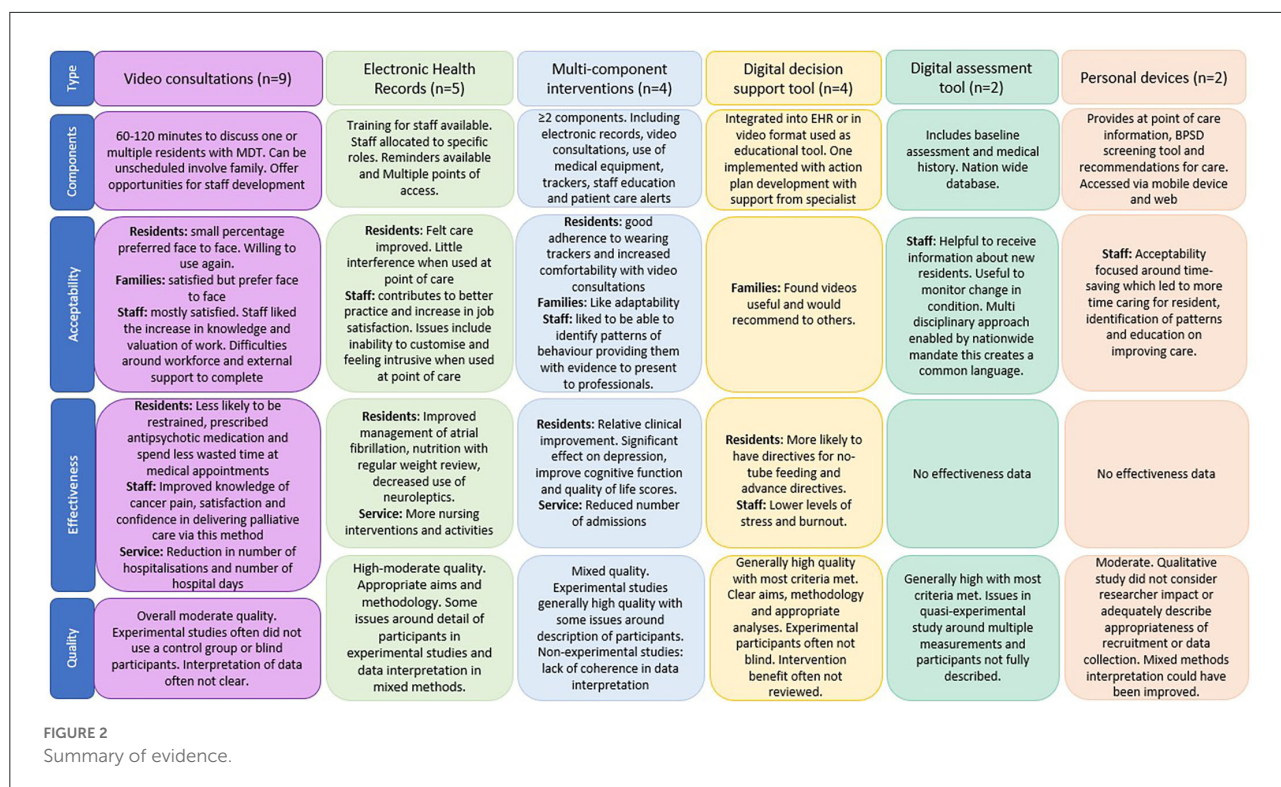 Type
Video consultations (n=9)
Electronic Health
Records (n=5)
Multi-component
interventions (n=4)
Digital decision
support tool (n=4)
Digital assessment
tool (n=2)
Personal devices (n=2)
Components
60-120 minutes to discuss one or
multiple residents with MDT. Can be
unscheduled involve family. Offer
opportunities for staff development
Training for staff available.
Staff allocated to specific
roles. Reminders available
and Multiple points of
access.
≥2 components. Including
electronic records, video
consultations, use of
medical equipment,
trackers, staff education
and patient care alerts
Integrated into EHR or in
video format used as
educational tool. One
implemented with action
plan development with
support from specialist
Includes baseline
assessment and medical
history. Nation wide
database.
Provides at point of care
information, BPSD
screening tool and
recommendations for care.
Accessed via mobile device
and web
Acceptability
Residents: small percentage
preferred face to face. Willing to
use again.
Families: satisfied but prefer face
to face
Staff: mostly satisfied. Staff liked
the increase in knowledge and
valuation of work. Difficulties
around workforce and external
support to complete
Residents: Felt care
improved. Little
interference when used at
point of care
Staff: contributes to better
practice and increase in job
satisfaction. Issues include
inability to customise and
feeling intrusive when used
at point of care
Residents: good
adherence to wearing
trackers and increased
comfortability with video
consultations
Families: Like adaptability
Staff: liked to be able to
identify patterns of
behaviour providing them
with evidence to present
to professionals.
Families: Found videos
useful and would
recommend to others.
Staff: Helpful to receive
information about new
residents. Useful to
monitor change in
condition. Multi
disciplinary approach
enabled by nationwide
mandate this creates a
common language.
Staff: Acceptability
focused around time-
saving which led to more
time caring for resident,
identification of patterns
and education on
improving care.
Effectiveness
Residents: Less likely to be
restrained, prescribed
antipsychotic medication and
spend less wasted time at
medical appointments
Staff: Improved knowledge of
cancer pain, satisfaction and
confidence in delivering palliative
care via this method
Service: Reduction in number of
hospitalisations and number of
hospital days
Residents: Improved
management of atrial
fibrillation, nutrition with
regular weight review,
decreased use of
neuroleptics.
Service: More nursing
interventions and activities
Residents: Relative clinical
improvement. Significant
effect on depression,
improve cognitive function
and quality of life scores.
Service: Reduced number
of admissions
Residents: More likely to
have directives for no-
tube feeding and
advance directives.
Staff: Lower levels of
stress and burnout.
No effectiveness data
No effectiveness data
Quality
Overall moderate quality.
Experimental studies often did not
use a control group or blind
participants. Interpretation of data
often not clear.
High-moderate quality.
Appropriate aims and
methodology. Some
issues around detail of
participants in
experimental studies and
data interpretation in
mixed methods.
Mixed quality.
Experimental studies
generally high quality with
some issues around
description of participants.
Non-experimental studies:
lack of coherence in data
interpretation
Generally high quality
with most criteria met.
Clear aims, methodology
and appropriate
analyses. Experimental
participants often not
blind. Intervention
benefit often not
reviewed.
Generally high with most
criteria met. Issues in
quasi-experimental
study around multiple
measurements and
participants not fully
described.
Moderate. Qualitative
study did not consider
researcher impact or
adequately describe
appropriateness of
recruitment or data
collection. Mixed methods
interpretation could have
been improved.
FIGURE 2
Summary of evidence.